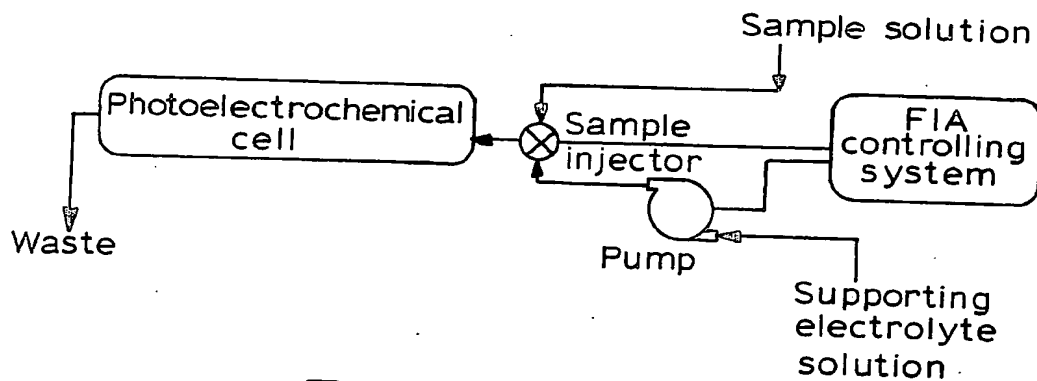 Sample solution
Photoelectrochemical
cell
Sample
injector
FIA
controlling
system
Waste
Pump
Supporting
electrolyte
solution